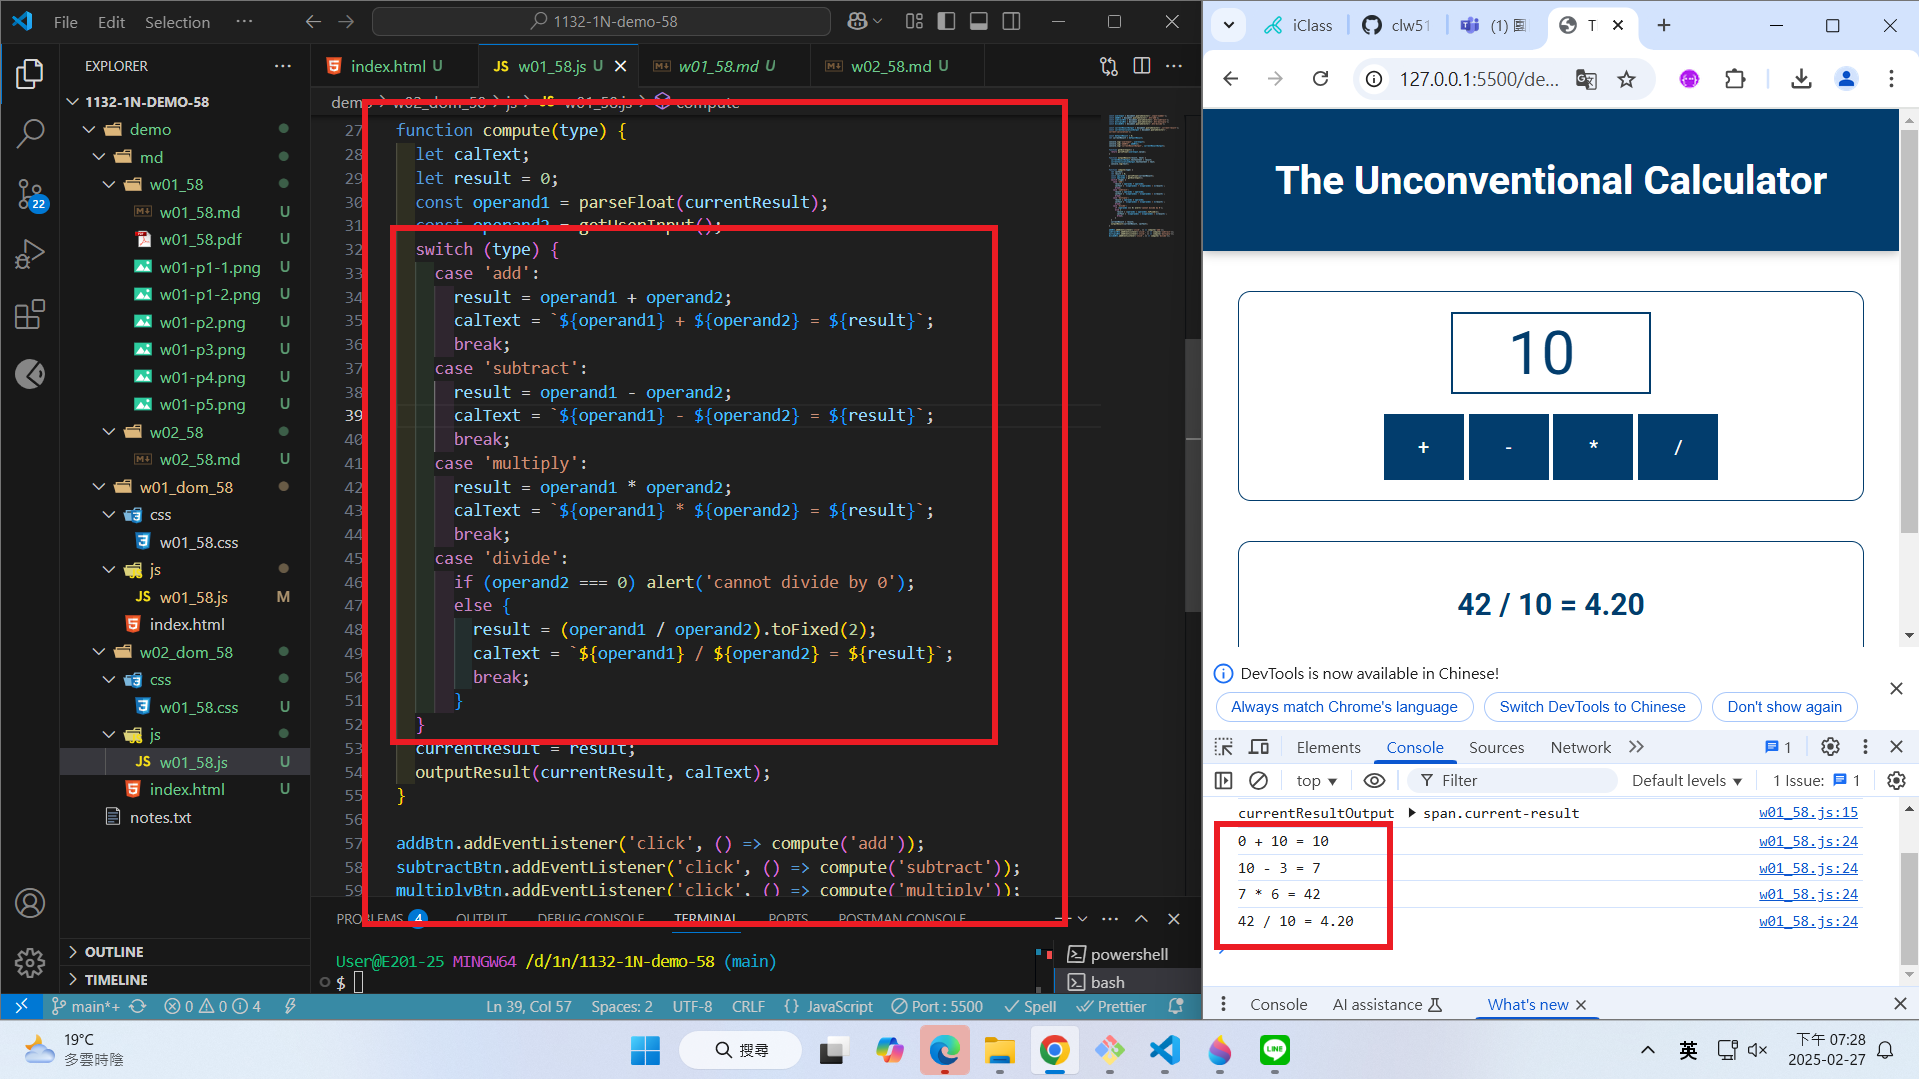 File Edit Selection ···
1132-1N-demo-58
EXPLORER
1132-1N-DEMO-58
demo
md
w01_58
w01_58.md U
w01_58.pdf U
w01-p1-1.png U
w01-p1-2.png U
w01-p2.png U
w01-p3.png U
w01-p4.png U
w01-p5.png U
w02_58
w02_58.md U
w01_dom_58
css
w01_58.css
js
JS w01_58.js M
index.html
w02_dom_58
css
w01_58.css U
js
JS w01_58.js U
index.html U
notes.txt
OUTLINE
TIMELINE
22
index.html U
JS w01_58.js U
w01_58.md U
w02_58.md U
demo > w02_dom_58 > js > JS w01_58.js > compute
27 function compute(type) {
28 let calText;
29 let result = 0;
30 const operand1 = parseFloat(currentResult);
31 const operand2 = getUserInput();
32 switch (type) {
33 case 'add':
34 result = operand1 + operand2;
35 calText = `${operand1} + ${operand2} = ${result}`;
36 break;
37 case 'subtract':
38 result = operand1 - operand2;
39 calText = `${operand1} - ${operand2} = ${result}`;
40 break;
41 case 'multiply':
42 result = operand1 * operand2;
43 calText = `${operand1} * ${operand2} = ${result}`;
44 break;
45 case 'divide':
46 if (operand2 === 0) alert('cannot divide by 0');
47 else {
48 result = (operand1 / operand2).toFixed(2);
49 calText = `${operand1} / ${operand2} = ${result}`;
50 break;
51 }
52 }
53 currentResult = result;
54 outputResult(currentResult, calText);
55 }
56
57 addBtn.addEventListener('click', () => compute('add'));
58 subtractBtn.addEventListener('click', () => compute('subtract'));
59 multiplyBtn.addEventListener('click', () => compute('multiply'));
PROBLEMS 4 OUTPUT DEBUG CONSOLE TERMINAL PORTS POSTMAN CONSOLE
User@E201-25 MINGW64 /d/1n/1132-1N-demo-58 (main)
$
powershell
bash
main*+ 0 0 4 Ln 39, Col 57 Spaces: 2 UTF-8 CRLF {} JavaScript Port : 5500 Spell Prettier
iClass
clw51
(1)
T
127.0.0.1:5500/de...
The Unconventional Calculator
10
+ - * /
42 / 10 = 4.20
DevTools is now available in Chinese!
Always match Chrome's language Switch DevTools to Chinese Don't show again
Elements Console Sources Network 1
top Filter Default levels 1 Issue: 1
currentResultOutput span.current-result w01_58.js:15
0 + 10 = 10 w01_58.js:24
10 - 3 = 7 w01_58.js:24
7 * 6 = 42 w01_58.js:24
42 / 10 = 4.20 w01_58.js:24
Console AI assistance What's new
19°C
多雲時陰
搜尋
LINE
英
下午 07:28
2025-02-27